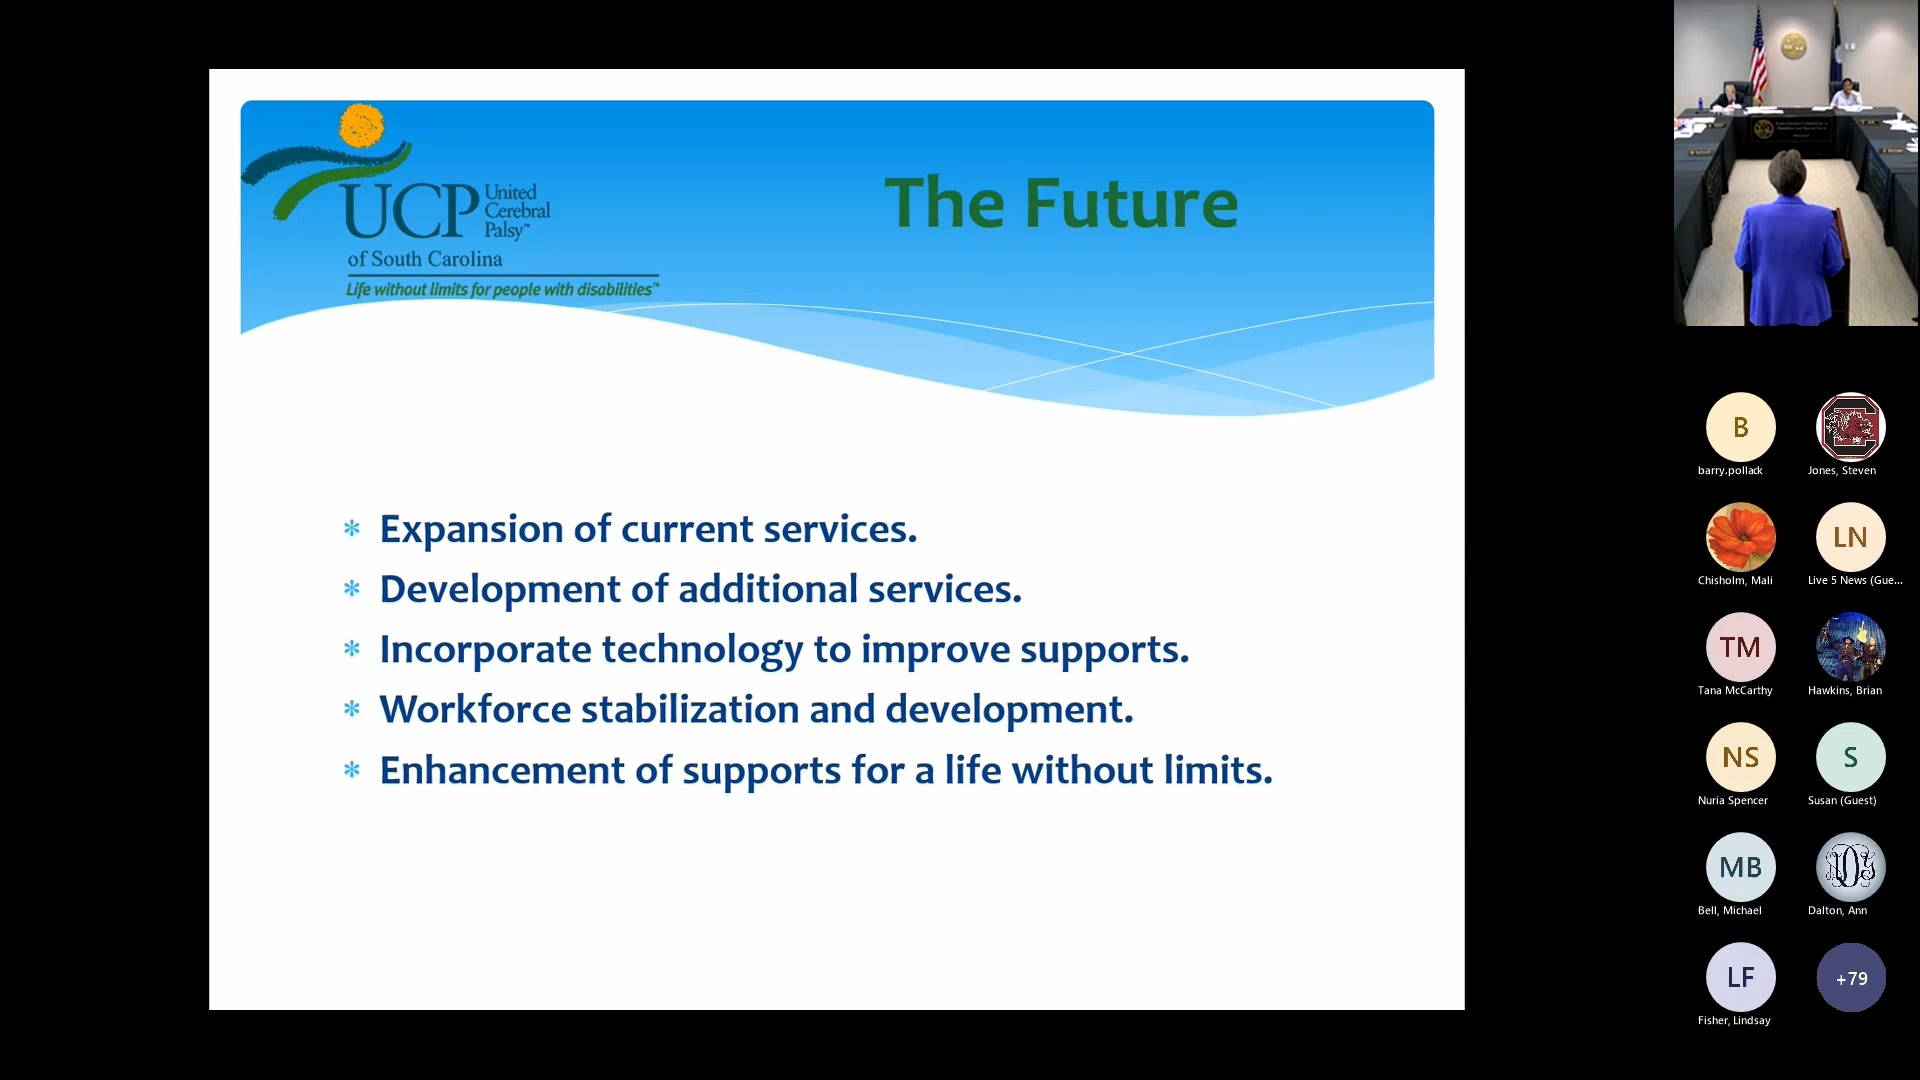 The Future
UCP United
Cerebral
Palsy™
of South Carolina
Life without limits for people with disabilities™
* Expansion of current services.
* Development of additional services.
* Incorporate technology to improve supports.
* Workforce stabilization and development.
* Enhancement of supports for a life without limits.
B
barry.pollack
Jones, Steven
Chisholm, Mali
LN
Live 5 News (Gue...
TM
Tana McCarthy
Hawkins, Brian
NS
Nuria Spencer
S
Susan (Guest)
MB
Bell, Michael
Dalton, Ann
LF
Fisher, Lindsay
+79